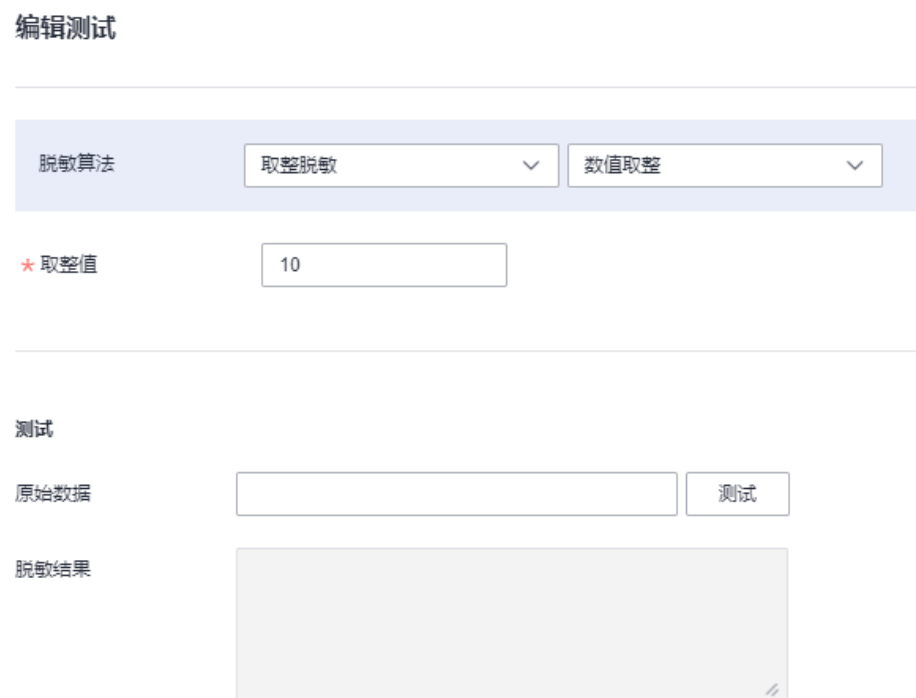 编辑测试
脱敏算法 取整脱敏 数值取整
* 取整值 10
测试
原始数据 测试
脱敏结果